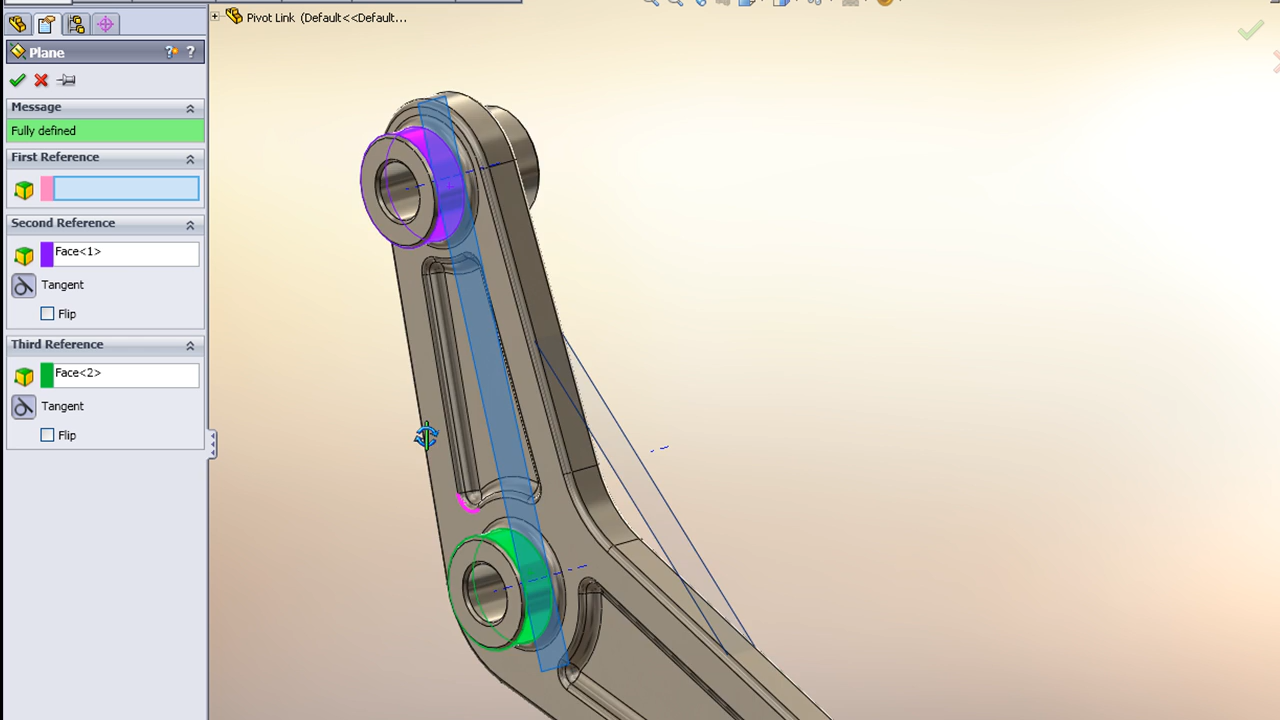 Pivot Link (Default<<Default...
Plane
Message
Fully defined
First Reference
Second Reference
Face<1>
Tangent
Flip
Third Reference
Face<2>
Tangent
Flip